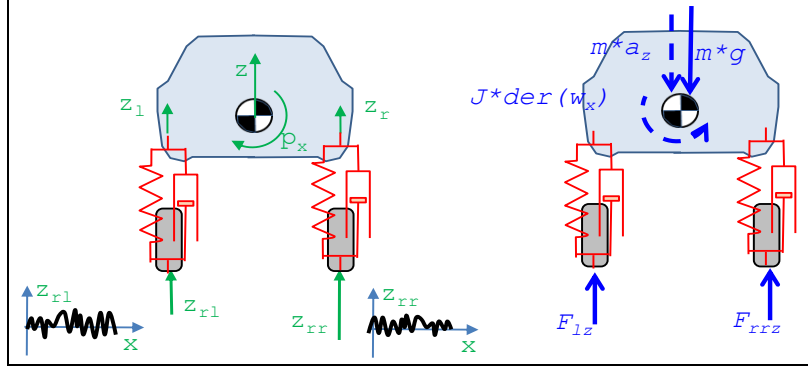 z
z_l
z_r
p_x
z_rl
x
z_rl
z_rr
z_rr
x
m*a_z
m*g
J*der(w_x)
F_lz
F_rrz